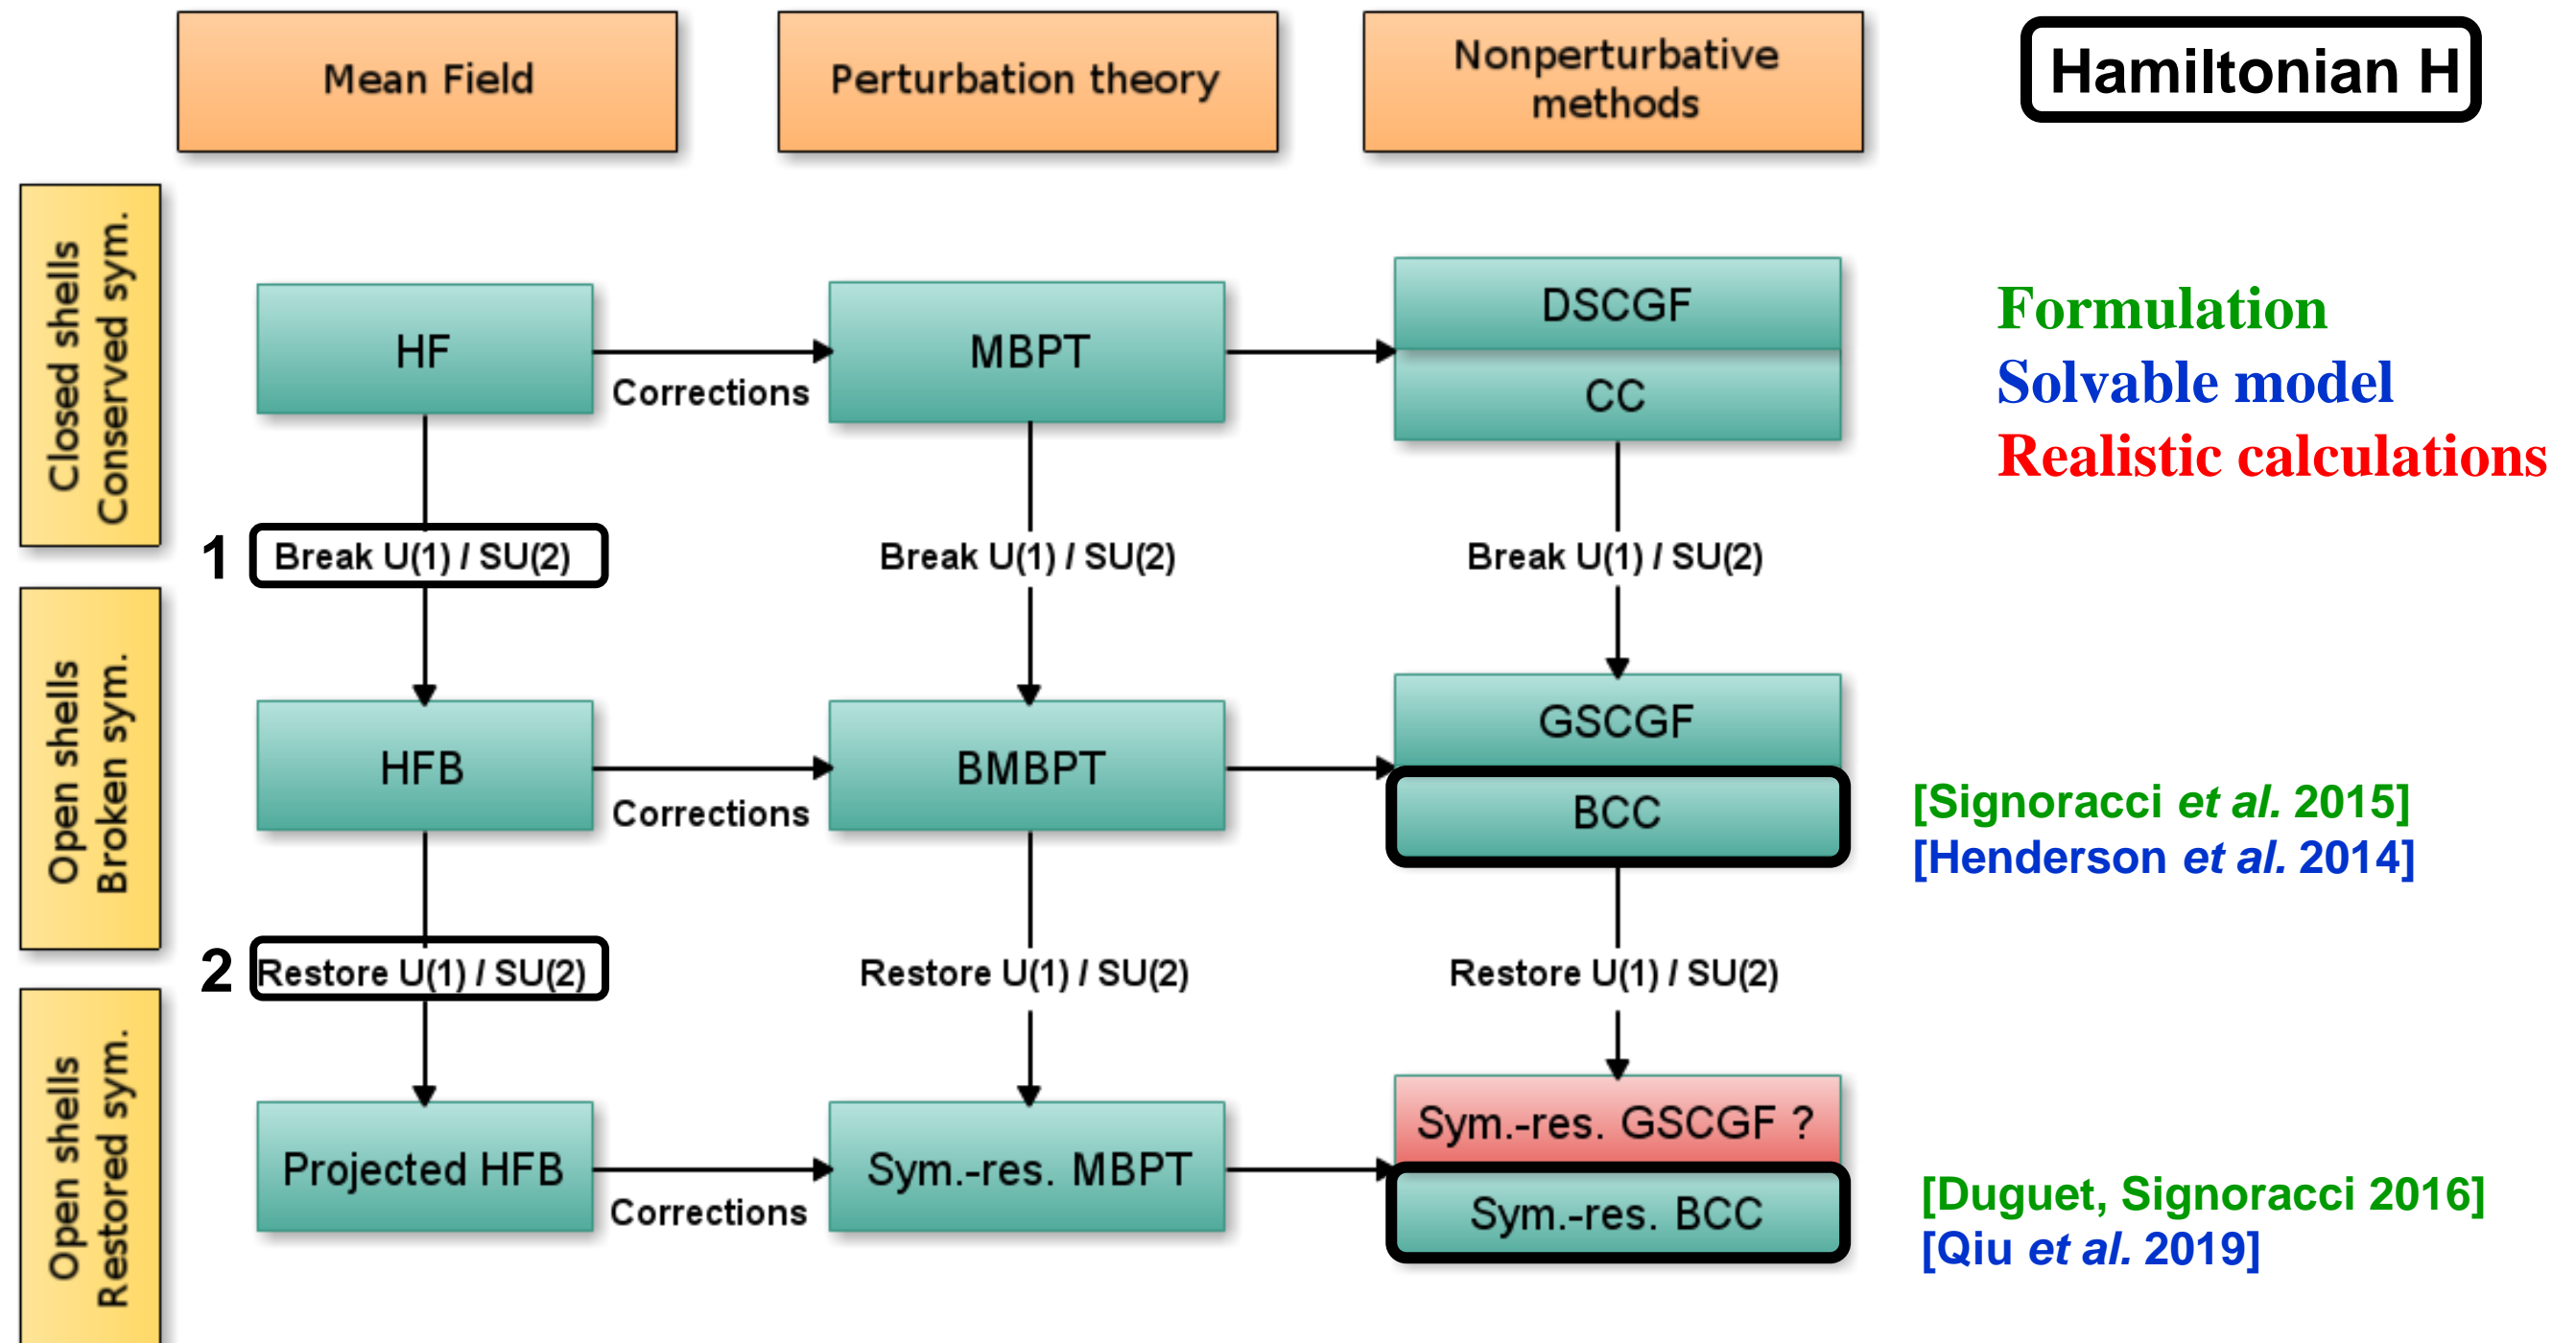 Mean Field
Perturbation theory
Nonperturbative
methods
Hamiltonian H
Closed shells
Conserved sym.
HF
Corrections
MBPT
DSCGF
CC
Formulation
Solvable model
Realistic calculations
1
Break U(1) / SU(2)
Break U(1) / SU(2)
Break U(1) / SU(2)
Open shells
Broken sym.
HFB
Corrections
BMBPT
GSCGF
BCC
[Signoracci et al. 2015]
[Henderson et al. 2014]
2
Restore U(1) / SU(2)
Restore U(1) / SU(2)
Restore U(1) / SU(2)
Open shells
Restored sym.
Projected HFB
Corrections
Sym.-res. MBPT
Sym.-res. GSCGF ?
Sym.-res. BCC
[Duguet, Signoracci 2016]
[Qiu et al. 2019]